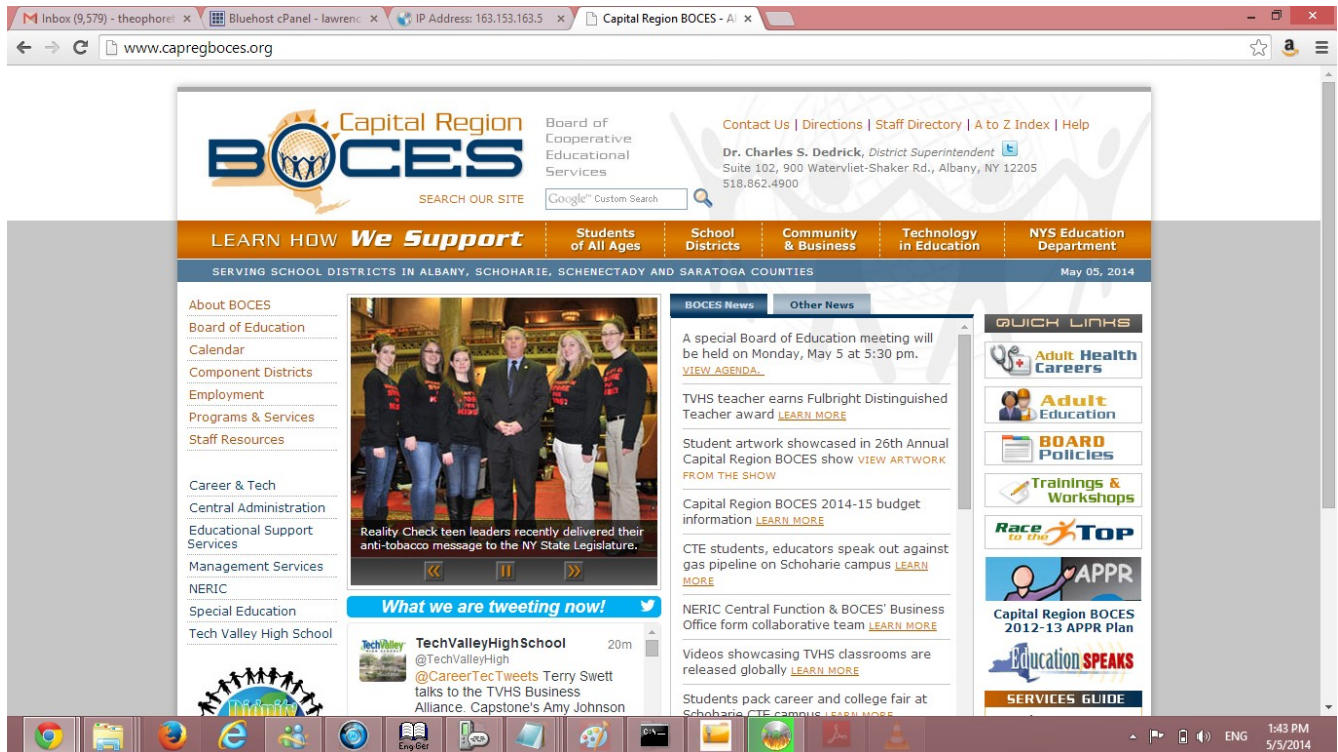 Inbox (9,579) - theophoret
Bluehost cPanel - lawrenc
IP Address: 163.153.163.5
Capital Region BOCES - Al
www.capregboces.org
Capital Region
BOCES
Board of
Cooperative
Educational
Services
SEARCH OUR SITE
Google™ Custom Search
Contact Us | Directions | Staff Directory | A to Z Index | Help
Dr. Charles S. Dedrick, District Superintendent
Suite 102, 900 Watervliet-Shaker Rd., Albany, NY 12205
518.862.4900
LEARN HOW We Support
Students of All Ages
School Districts
Community & Business
Technology in Education
NYS Education Department
SERVING SCHOOL DISTRICTS IN ALBANY, SCHOHARIE, SCHENECTADY AND SARATOGA COUNTIES
May 05, 2014
About BOCES
Board of Education
Calendar
Component Districts
Employment
Programs & Services
Staff Resources
Career & Tech
Central Administration
Educational Support
Services
Management Services
NERIC
Special Education
Tech Valley High School
Dignity
Reality Check teen leaders recently delivered their
anti-tobacco message to the NY State Legislature.
What we are tweeting now!
TechValley
TechValleyHighSchool 20m
@TechValleyHigh
@CareerTecTweets Terry Swett
talks to the TVHS Business
Alliance. Capstone's Amy Johnson
BOCES News
Other News
A special Board of Education meeting will
be held on Monday, May 5 at 5:30 pm.
VIEW AGENDA.
TVHS teacher earns Fulbright Distinguished
Teacher award LEARN MORE
Student artwork showcased in 26th Annual
Capital Region BOCES show VIEW ARTWORK
FROM THE SHOW
Capital Region BOCES 2014-15 budget
information LEARN MORE
CTE students, educators speak out against
gas pipeline on Schoharie campus LEARN
MORE
NERIC Central Function & BOCES' Business
Office form collaborative team LEARN MORE
Videos showcasing TVHS classrooms are
released globally LEARN MORE
Students pack career and college fair at
Schoharie CTE campus LEARN MORE
QUICK LINKS
Adult Health
Careers
Adult
Education
BOARD
Policies
Trainings &
Workshops
Race to the TOP
APPR
Capital Region BOCES
2012-13 APPR Plan
Education SPEAKS
SERVICES GUIDE
Eng Ger
ENG
1:43 PM
5/5/2014